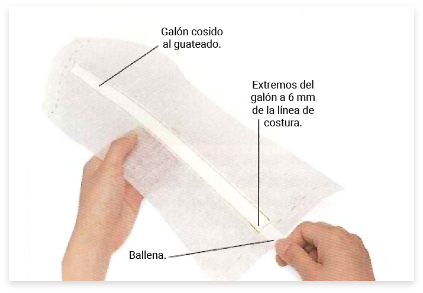 Galón cosido
al guateado.
Extremos del
galón a 6 mm
de la línea de
costura.
Ballena.